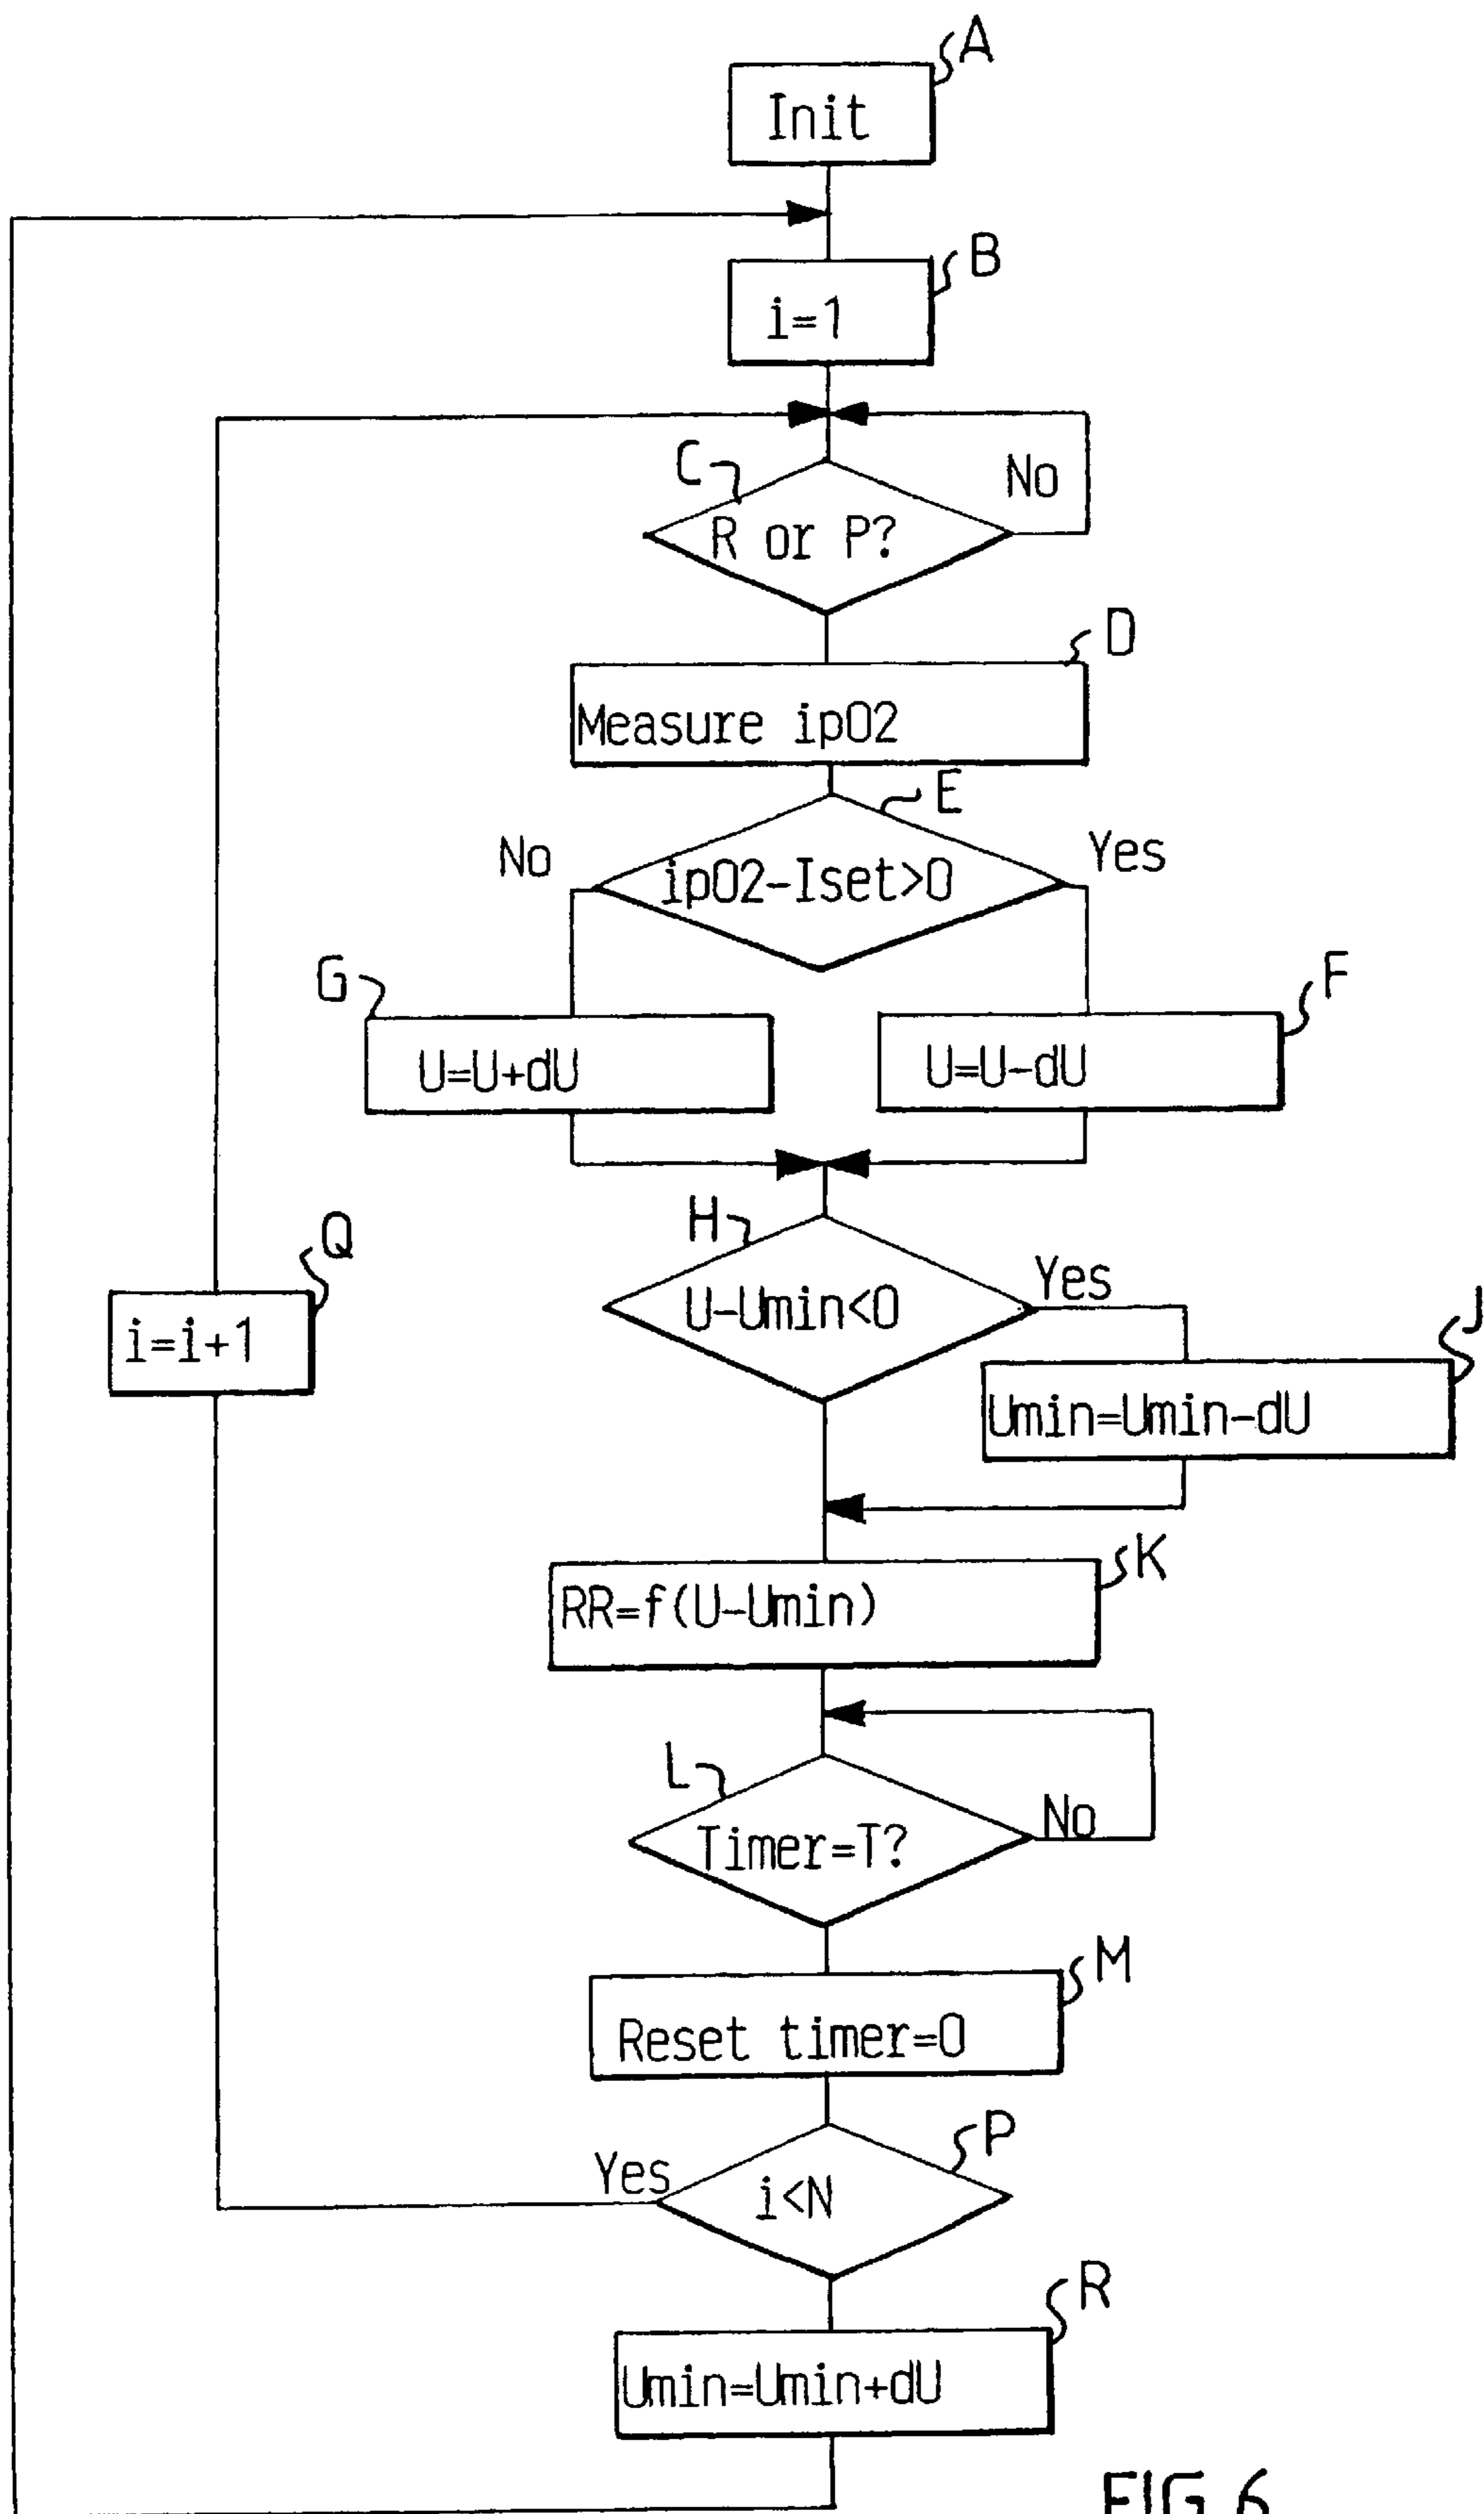 A
Init
B
i=1
C
No
R or P?
D
Measure ipO2
E
No
Yes
ipO2-Iset>0
G
F
U=U+dU
U=U-dU
H
Q
Yes
U-Umin<0
J
i=i+1
Umin=Umin-dU
K
RR=f(U-Umin)
L
No
Timer=T?
M
Reset timer=0
P
Yes
i<N
R
Umin=Umin+dU
FIG 6